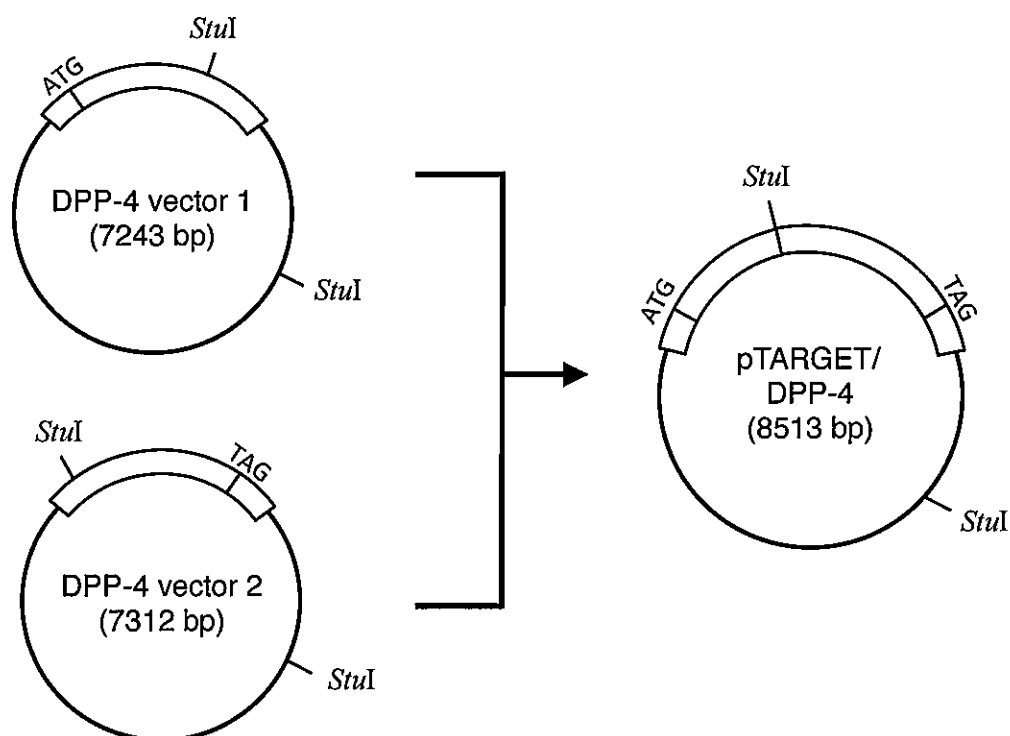 StuI
ATG
DPP-4 vector 1
(7243 bp)
StuI
StuI
TAG
DPP-4 vector 2
(7312 bp)
StuI
StuI
ATG
TAG
pTARGET/
DPP-4
(8513 bp)
StuI